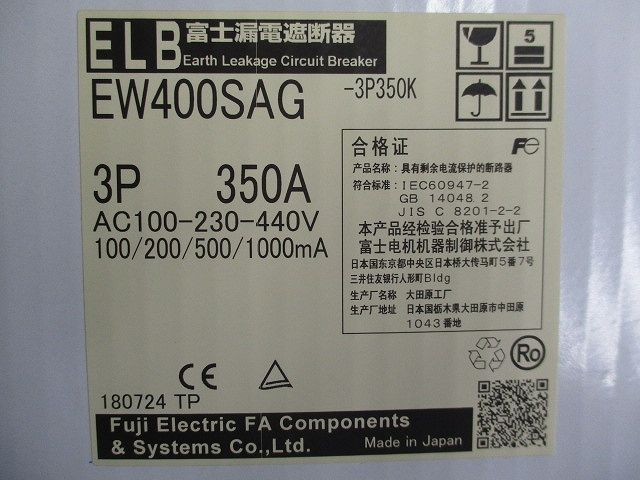 ELB 富士漏電遮断器
Earth Leakage Circuit Breaker
EW400SAG -3P350K
5
3P 350A
AC100-230-440V
100/200/500/1000mA
合格证 Fe
产品名称: 具有剩余电流保护的断路器
符合标准: IEC60947-2
GB 14048.2
JIS C 8201-2-2
本产品经检验合格准予出厂
富士电机机器制御株式会社
日本国东京都中央区日本桥大传马町5番7号
三井住友银行人形町Bldg
生产厂名称 大田原工厂
生产厂地址 日本国栃木県大田原市中田原
1043番地
CE
Ro
180724 TP
Fuji Electric FA Components
& Systems Co.,Ltd.
Made in Japan